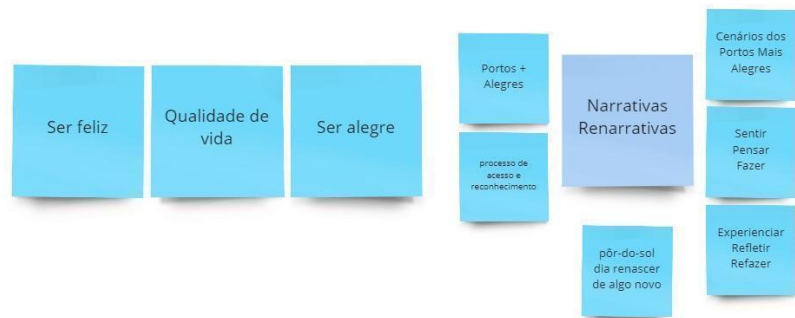 Ser feliz
Qualidade de
vida
Ser alegre
Portos +
Alegres
processo de
acesso e
reconhecimento
Narrativas
Renarrativas
pôr-do-sol
dia renascer
de algo novo
Cenários dos
Portos Mais
Alegres
Sentir
Pensar
Fazer
Experienciar
Refletir
Refazer